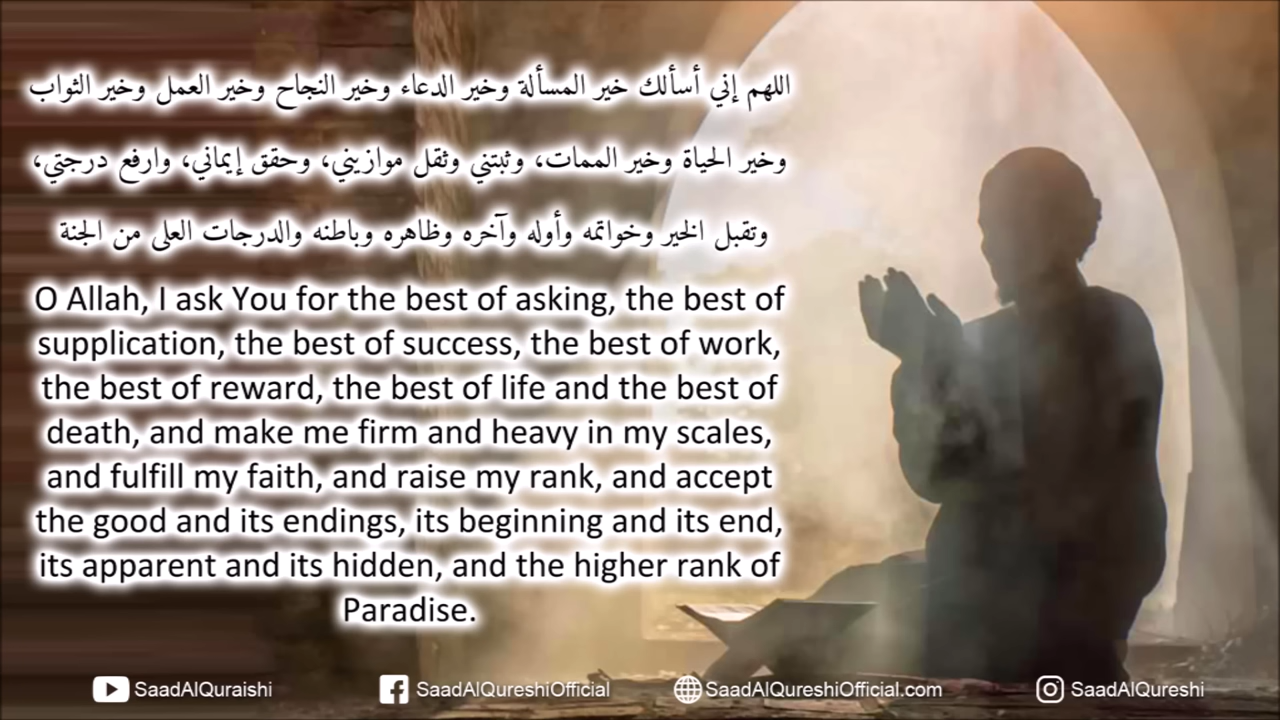 اللهم إني أسألك خير المسألة وخير الدعاء وخير النجاح وخير العمل وخير الثواب
وخير الحياة وخير الممات، وثبتني وثقل موازيني، وحقق إيماني، وارفع درجتي،
وتقبل الخير وخواتمه وأوله وآخره وظاهره وباطنه والدرجات العلى من الجنة
O Allah, I ask You for the best of asking, the best of
supplication, the best of success, the best of work,
the best of reward, the best of life and the best of
death, and make me firm and heavy in my scales,
and fulfill my faith, and raise my rank, and accept
the good and its endings, its beginning and its end,
its apparent and its hidden, and the higher rank of
Paradise.
SaadAlQuraishi SaadAlQureshiOfficial SaadAlQureshiOfficial.com SaadAlQureshi